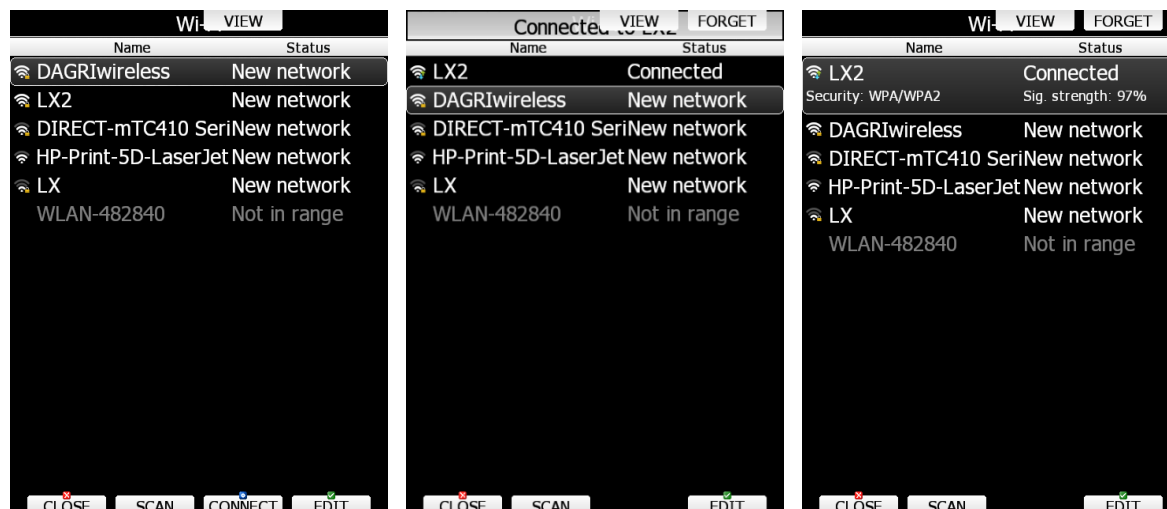 Wi- VIEW
Name Status
DAGRIwireless New network
LX2 New network
DIRECT-mTC410 Seri New network
HP-Print-5D-LaserJet New network
LX New network
WLAN-482840 Not in range
CLOSE SCAN CONNECT EDIT
Connected to LX2 VIEW FORGET
Name Status
LX2 Connected
DAGRIwireless New network
DIRECT-mTC410 Seri New network
HP-Print-5D-LaserJet New network
LX New network
WLAN-482840 Not in range
CLOSE SCAN EDIT
Wi- VIEW FORGET
Name Status
LX2 Connected
Security: WPA/WPA2 Sig. strength: 97%
DAGRIwireless New network
DIRECT-mTC410 Seri New network
HP-Print-5D-LaserJet New network
LX New network
WLAN-482840 Not in range
CLOSE SCAN EDIT